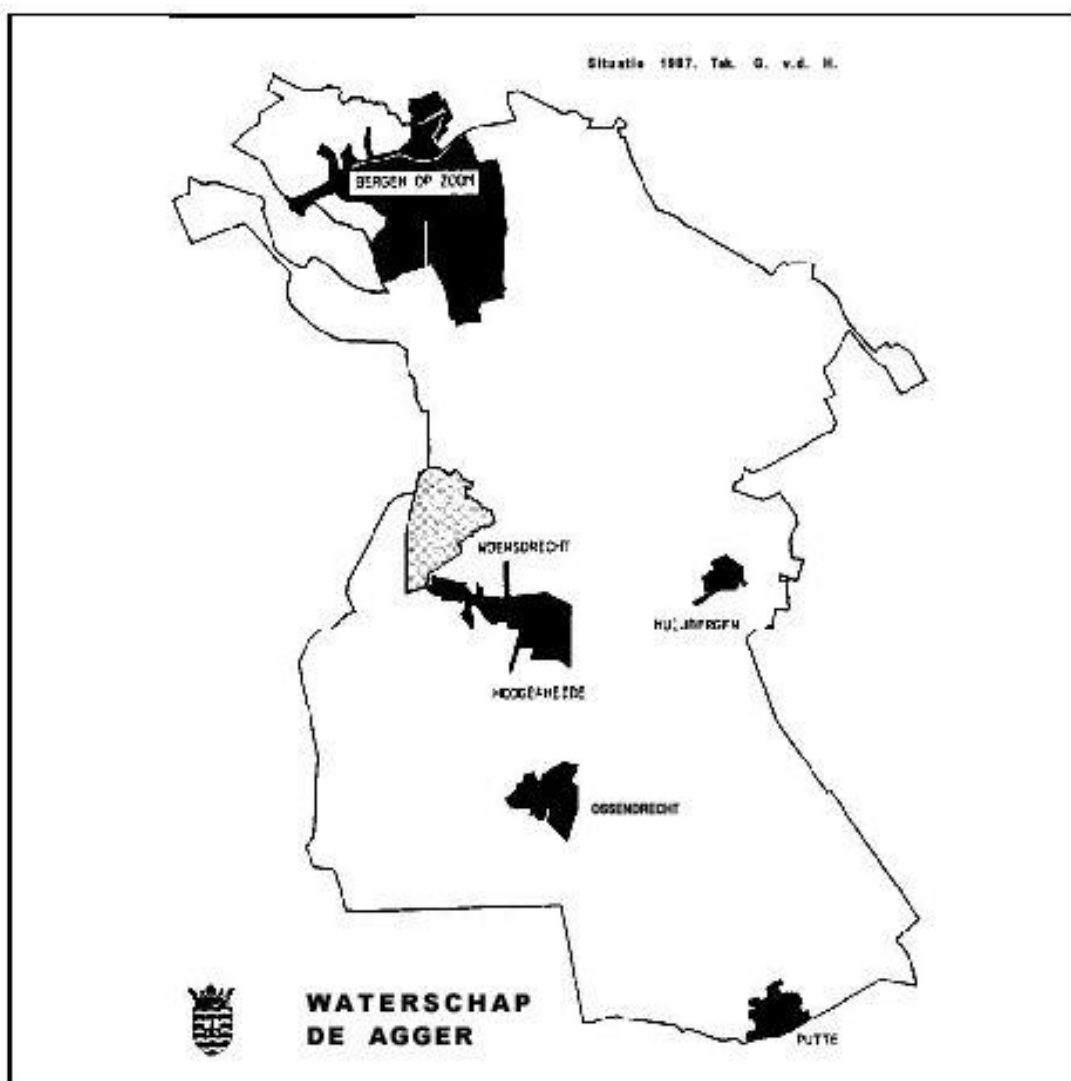 Situatie 1987. Tek. G. v.d. H.
BERGEN OP ZOOM
WOENSDRECHT
HUIJBERGEN
HOOGERHEIDE
OSSENDRECHT
WATERSCHAP
DE AGGER
PUTTE